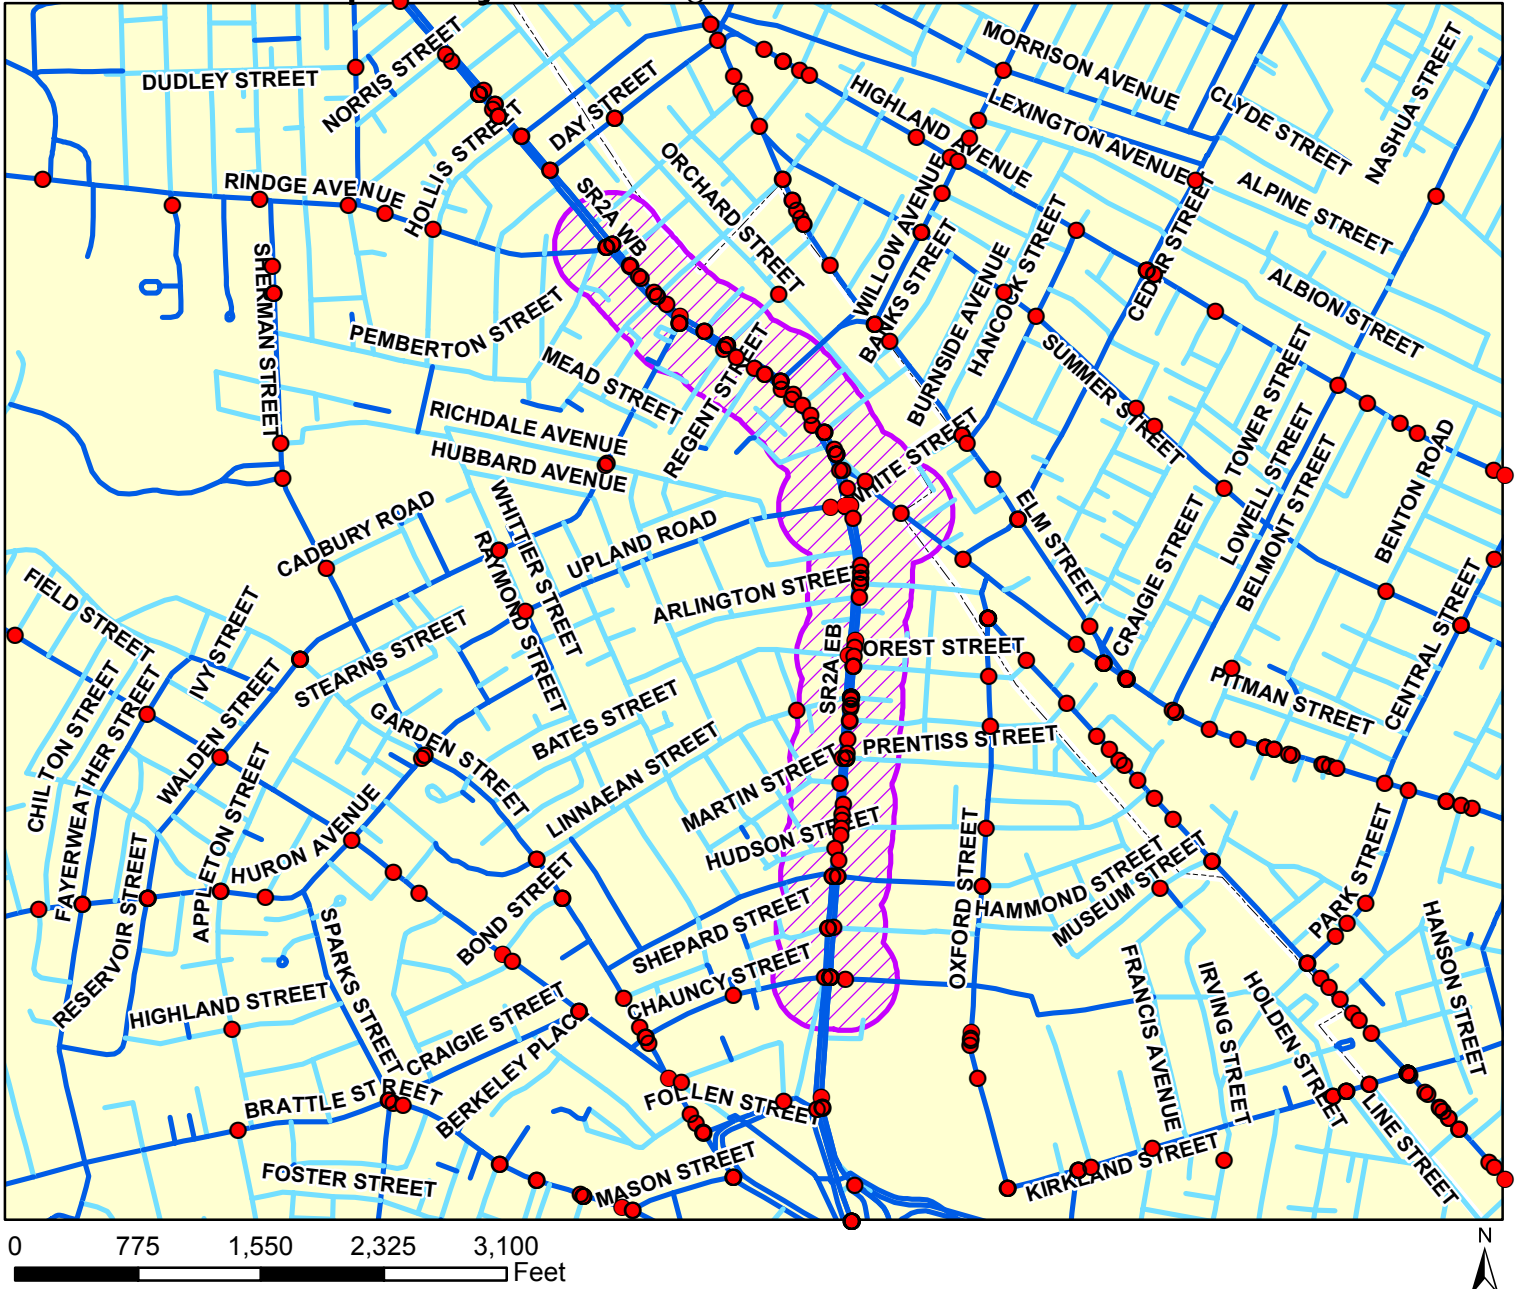 MORRISON AVENUE
NORRIS STREET
DUDLEY STREET
DAY STREET
HIGHLAND AVENUE
LEXINGTON AVENUE
CLYDE STREET
NASHUA STREET
HOLLIS STREET
ORCHARD STREET
RINDGE AVENUE
SR2A WB
WILLOW AVENUE
ALPINE STREET
CEDAR STREET
HANCOCK STREET
BANKS STREET
BURNSIDE AVENUE
SHERMAN STREET
ALBION STREET
PEMBERTON STREET
MEAD STREET
REGENT STREET
SUMMER STREET
TOWER STREET
RICHDALE AVENUE
HUBBARD AVENUE
WHITE STREET
LOWELL STREET
BELMONT STREET
BENTON ROAD
CADBURY ROAD
WHITTIER STREET
RAYMOND STREET
UPLAND ROAD
ELM STREET
CRAIGIE STREET
FIELD STREET
IVY STREET
ARLINGTON STREET
CENTRAL STREET
STEARNS STREET
SR2A EB
OREST STREET
PITMAN STREET
CHILTON STREET
FAYERWEATHER STREET
WALDEN STREET
GARDEN STREET
BATES STREET
LINNAEAN STREET
PRENTISS STREET
MARTIN STREET
APPLETON STREET
HURON AVENUE
HUDSON STREET
OXFORD STREET
HAMMOND STREET
MUSEUM STREET
PARK STREET
RESERVOIR STREET
SPARKS STREET
BOND STREET
SHEPARD STREET
CHAUNCY STREET
HANSON STREET
FRANCIS AVENUE
IRVING STREET
HOLDEN STREET
HIGHLAND STREET
CRAIGIE STREET
BERKELEY PLACE
BRATTLE STREET
FOLLEN STREET
LINE STREET
FOSTER STREET
MASON STREET
KIRKLAND STREET
0 775 1,550 2,325 3,100
Feet
N